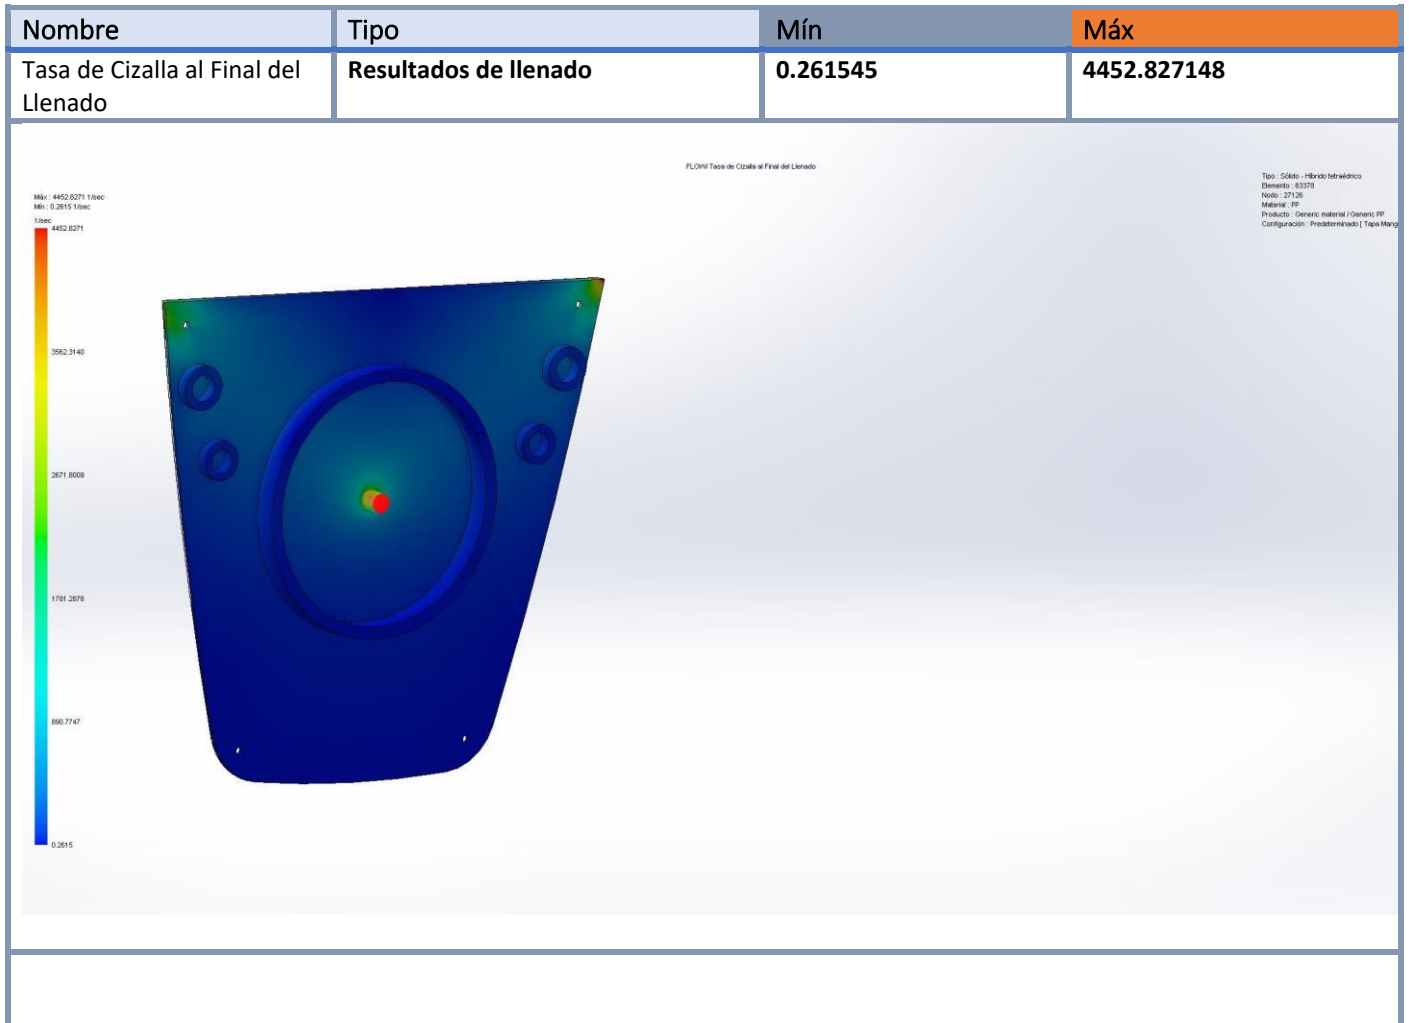 Nombre Tipo Mín Máx
Tasa de Cizalla al Final del Resultados de llenado 0.261545 4452.827148
Llenado
FLOW/Tasa de Cizalla al Final del Llenado
Tipo : Sólido - Híbrido tetraédrico
Elemento : 63378
Nodo : 27126
Material : PP
Producto : Generic material / Generic PP
Configuración : Predeterminado [ Tapa Mang
Máx : 4452.8271 1/sec
Mín : 0.2615 1/sec
1/sec
4452.8271
3562.3140
2671.8009
1781.2878
890.7747
0.2615